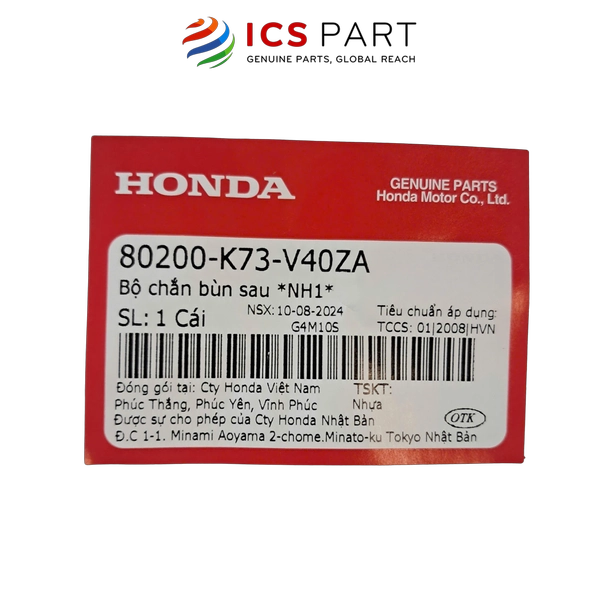 ICS PART
GENUINE PARTS, GLOBAL REACH
HONDA
GENUINE PARTS
Honda Motor Co., Ltd.
80200-K73-V40ZA
Bộ chắn bùn sau *NH1*
SL: 1 Cái
NSX: 10-08-2024
G4M10S
Tiêu chuẩn áp dụng:
TCCS: 01|2008|HVN
Đóng gói tại: Cty Honda Việt Nam
TSKT:
Phúc Thắng, Phúc Yên, Vĩnh Phúc
Nhựa
Được sự cho phép của Cty Honda Nhật Bản
Đ.C 1-1. Minami Aoyama 2-chome.Minato-ku Tokyo Nhật Bản
OTK